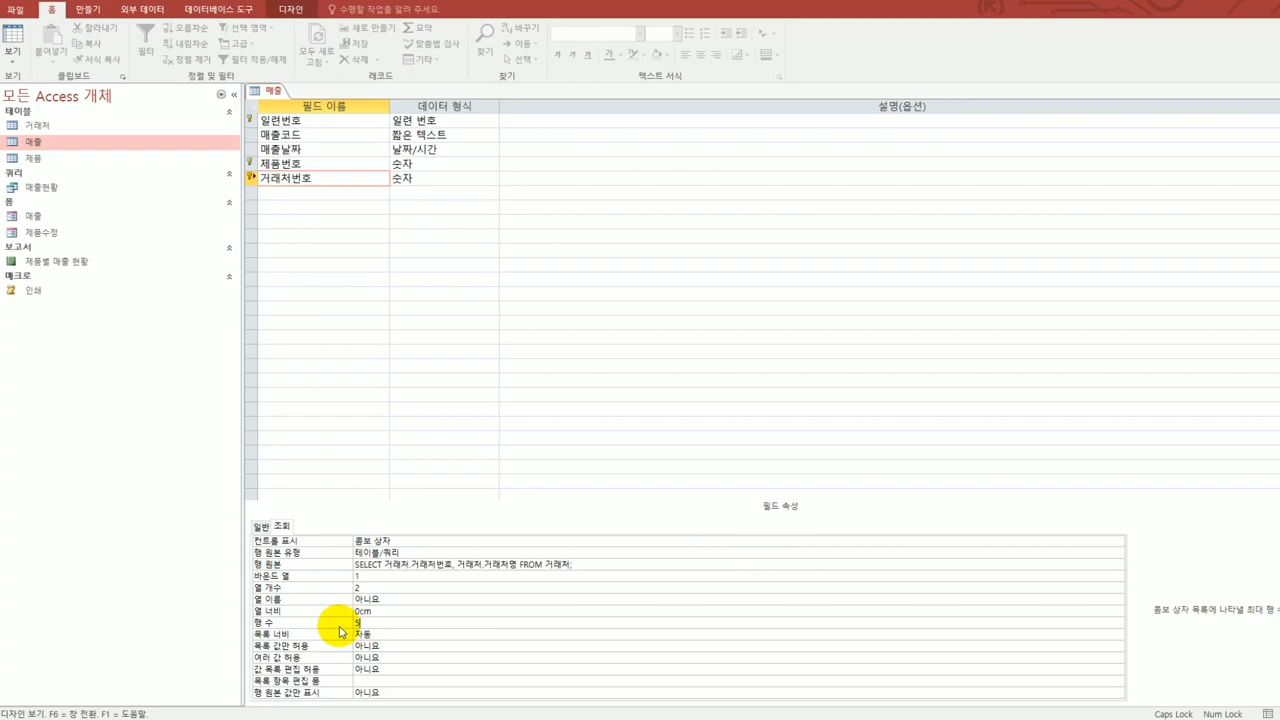 파일 홈 만들기 외부 데이터 데이터베이스 도구 디자인 수행할 작업을 알려 주세요.
잘라내기 오름차순 선택 영역 새로 만들기 요약 바꾸기
복사 내림차순 고급 저장 맞춤법 검사 이동
보기 붙여넣기 서식 복사 필터 정렬 제거 필터 적용/해제 모두 새로 고침 삭제 기타 찾기 선택
가 가 가
보기 클립보드 정렬 및 필터 레코드 찾기 텍스트 서식
모든 Access 개체
테이블
거래처
매출
제품
쿼리
매출현황
폼
매출
제품수정
보고서
제품별 매출 현황
매크로
인쇄
매출
필드 이름 데이터 형식 설명(옵션)
일련번호 일련 번호
매출코드 짧은 텍스트
매출날짜 날짜/시간
제품번호 숫자
거래처번호 숫자
필드 속성
일반 조회
컨트롤 표시 콤보 상자
행 원본 유형 테이블/쿼리
행 원본 SELECT 거래처.거래처번호, 거래처.거래처명 FROM 거래처;
바운드 열 1
열 개수 2
열 이름 아니요
열 너비 0cm
행 수 5
목록 너비 자동
목록 값만 허용 아니요
여러 값 허용 아니요
값 목록 편집 허용 아니요
목록 항목 편집 폼
행 원본 값만 표시 아니요
콤보 상자 목록에 나타낼 최대 행 수
디자인 보기. F6 = 창 전환. F1 = 도움말. Caps Lock Num Lock